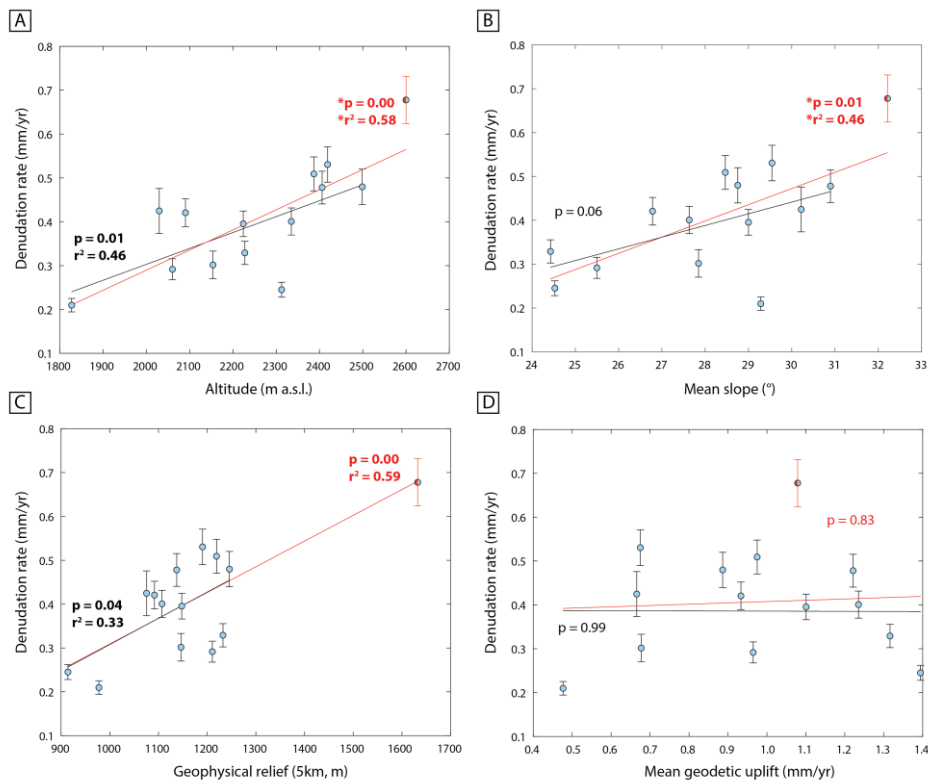 A
0.8
0.7
0.6
0.5
0.4
0.3
0.2
0.1
Denudation rate (mm/yr)
*p = 0.00
*r² = 0.58
p = 0.01
r² = 0.46
1800 1900 2000 2100 2200 2300 2400 2500 2600 2700
Altitude (m a.s.l.)
B
0.8
0.7
0.6
0.5
0.4
0.3
0.2
0.1
Denudation rate (mm/yr)
*p = 0.01
*r² = 0.46
p = 0.06
24 25 26 27 28 29 30 31 32 33
Mean slope (°)
C
0.8
0.7
0.6
0.5
0.4
0.3
0.2
0.1
Denudation rate (mm/yr)
p = 0.00
r² = 0.59
p = 0.04
r² = 0.33
900 1000 1100 1200 1300 1400 1500 1600 1700
Geophysical relief (5km, m)
D
0.8
0.7
0.6
0.5
0.4
0.3
0.2
0.1
Denudation rate (mm/yr)
p = 0.83
p = 0.99
0.4 0.5 0.6 0.7 0.8 0.9 1.0 1.1 1.2 1.3 1.4
Mean geodetic uplift (mm/yr)